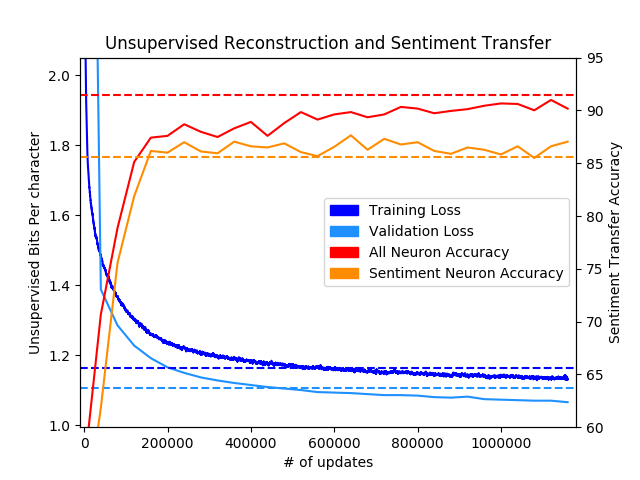 Unsupervised Reconstruction and Sentiment Transfer
Unsupervised Bits Per character
2.0
1.8
1.6
1.4
1.2
1.0
95
90
85
80
75
70
65
60
Sentiment Transfer Accuracy
Training Loss
Validation Loss
All Neuron Accuracy
Sentiment Neuron Accuracy
0
200000
400000
600000
800000
1000000
# of updates